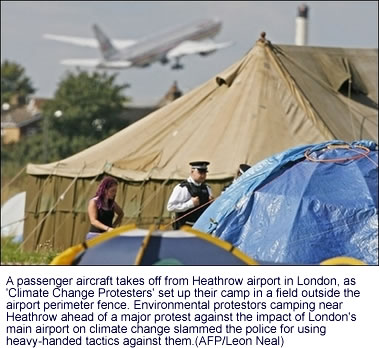 A passenger aircraft takes off from Heathrow airport in London, as
'Climate Change Protesters' set up their camp in a field outside the
airport perimeter fence. Environmental protestors camping near
Heathrow ahead of a major protest against the impact of London's
main airport on climate change slammed the police for using
heavy-handed tactics against them.(AFP/Leon Neal)